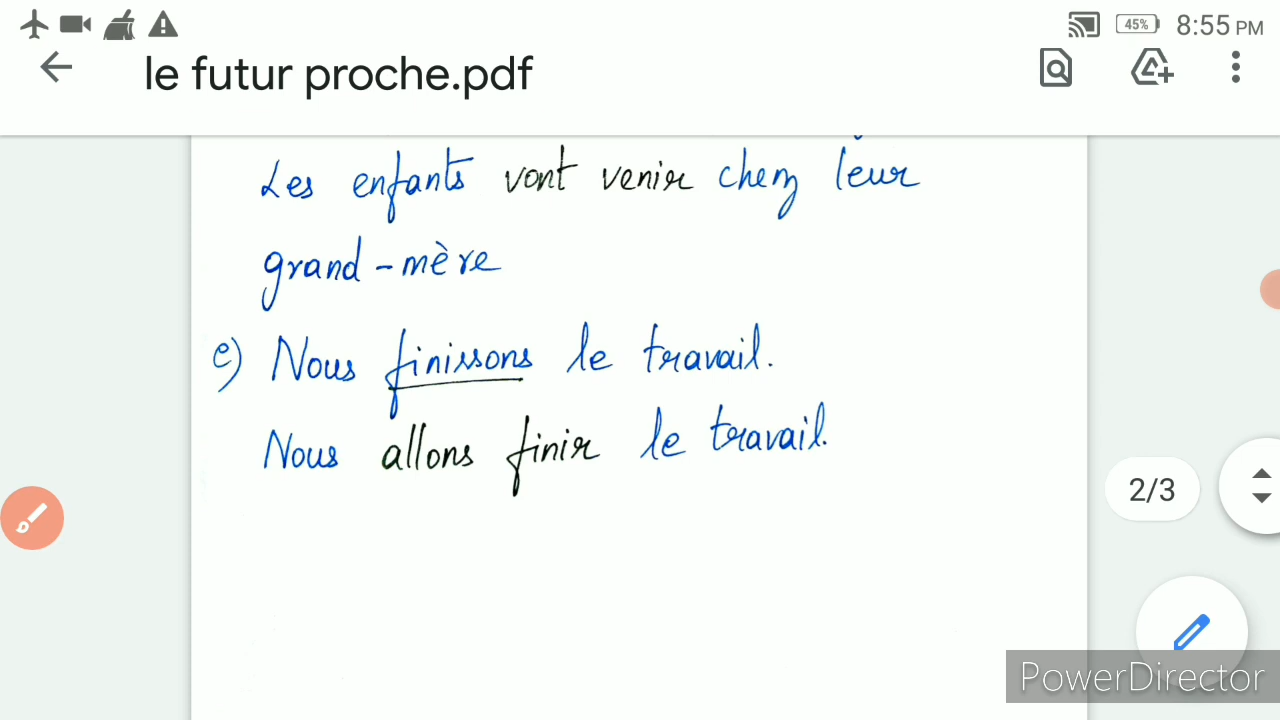 45% 8:55 PM
le futur proche.pdf
Les enfants vont venir chez leur
grand-mère
e) Nous finissons le travail.
Nous allons finir le travail.
2/3
PowerDirector